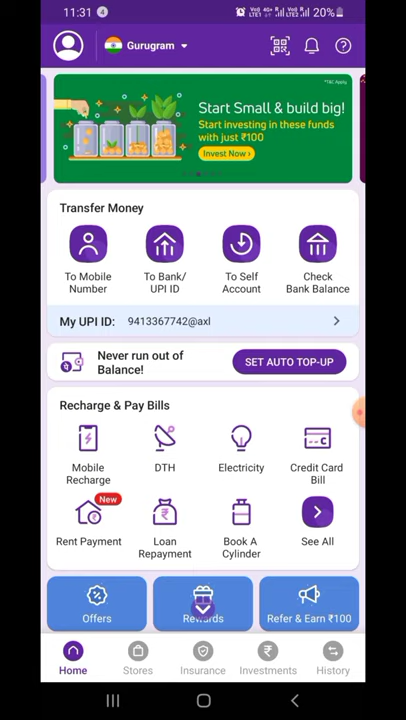 11:31
20%
Gurugram
*T&C Apply
Start Small & build big!
Start investing in these funds
with just ₹100
Invest Now >
Transfer Money
To Mobile
Number
To Bank/
UPI ID
To Self
Account
Check
Bank Balance
My UPI ID: 9413367742@axl
Never run out of
Balance!
SET AUTO TOP-UP
Recharge & Pay Bills
Mobile
Recharge
DTH
Electricity
Credit Card
Bill
New
Rent Payment
Loan
Repayment
Book A
Cylinder
See All
Offers
Rewards
Refer & Earn ₹100
Home
Stores
Insurance
Investments
History